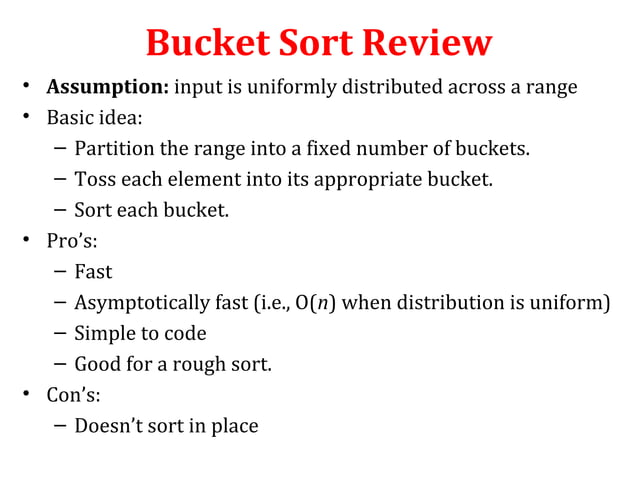 Bucket Sort Review
• Assumption: input is uniformly distributed across a range
• Basic idea:
– Partition the range into a fixed number of buckets.
– Toss each element into its appropriate bucket.
– Sort each bucket.
• Pro’s:
– Fast
– Asymptotically fast (i.e., O(n) when distribution is uniform)
– Simple to code
– Good for a rough sort.
• Con’s:
– Doesn’t sort in place